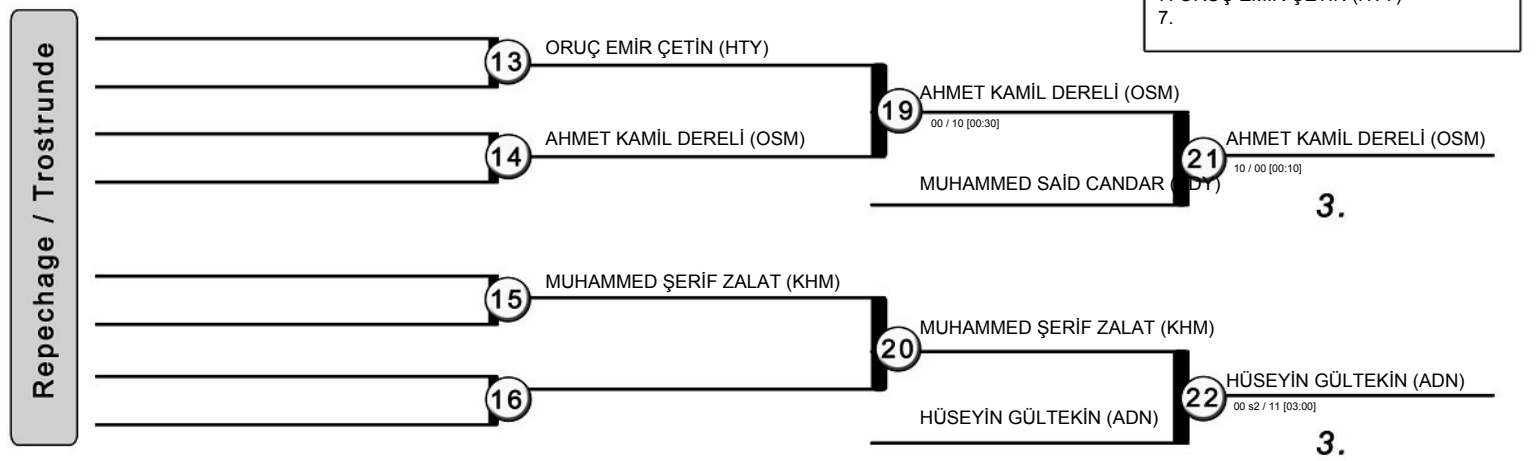 7.
Repechage / Trostrunde
13
ORUÇ EMİR ÇETİN (HTY)
14
AHMET KAMİL DERELİ (OSM)
19
AHMET KAMİL DERELİ (OSM)
00 / 10 [00:30]
MUHAMMED SAİD CANDAR
21
AHMET KAMİL DERELİ (OSM)
10 / 00 [00:10]
3.
15
MUHAMMED ŞERİF ZALAT (KHM)
16
20
MUHAMMED ŞERİF ZALAT (KHM)
HÜSEYİN GÜLTEKİN (ADN)
22
HÜSEYİN GÜLTEKİN (ADN)
00 s2 / 11 [03:00]
3.